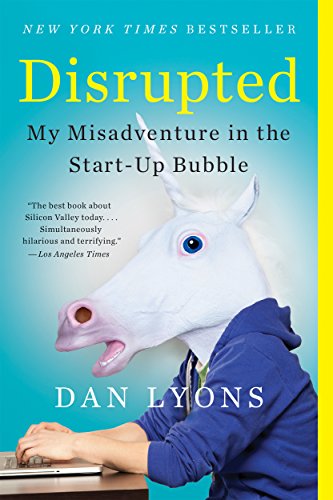 NEW YORK TIMES BESTSELLER
Disrupted
My Misadventure in the
Start-Up Bubble
“The best book about
Silicon Valley today. . . .
Simultaneously
hilarious and terrifying.”
—Los Angeles Times
DAN LYONS